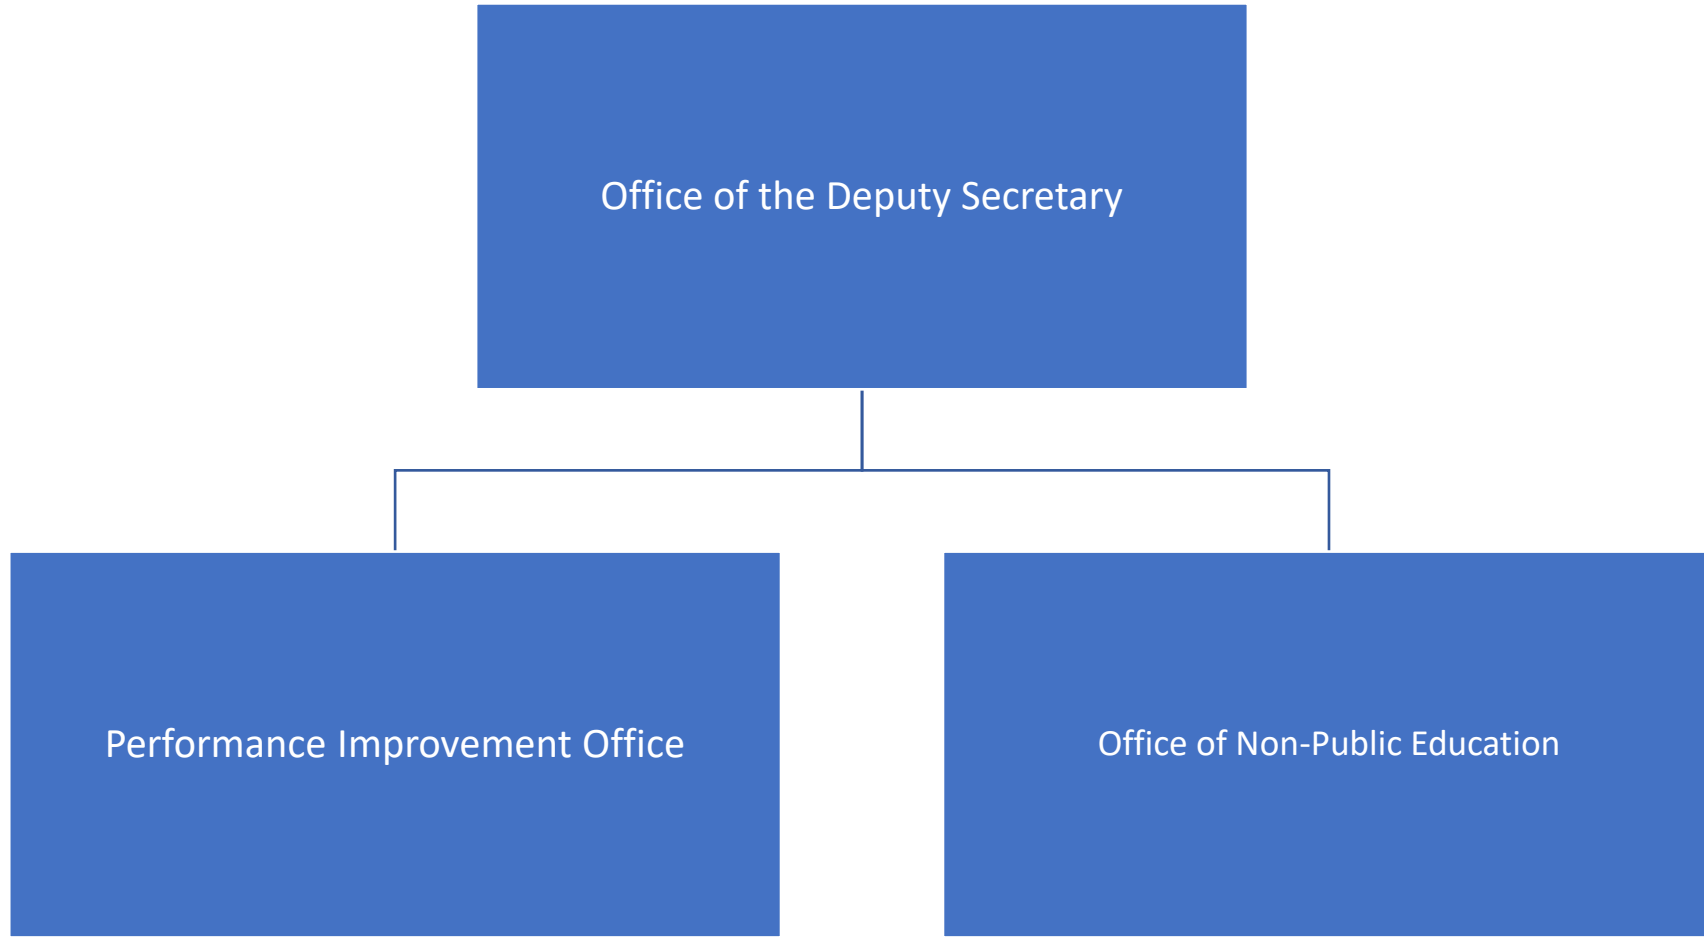 Office of the Deputy Secretary
Performance Improvement Office
Office of Non-Public Education